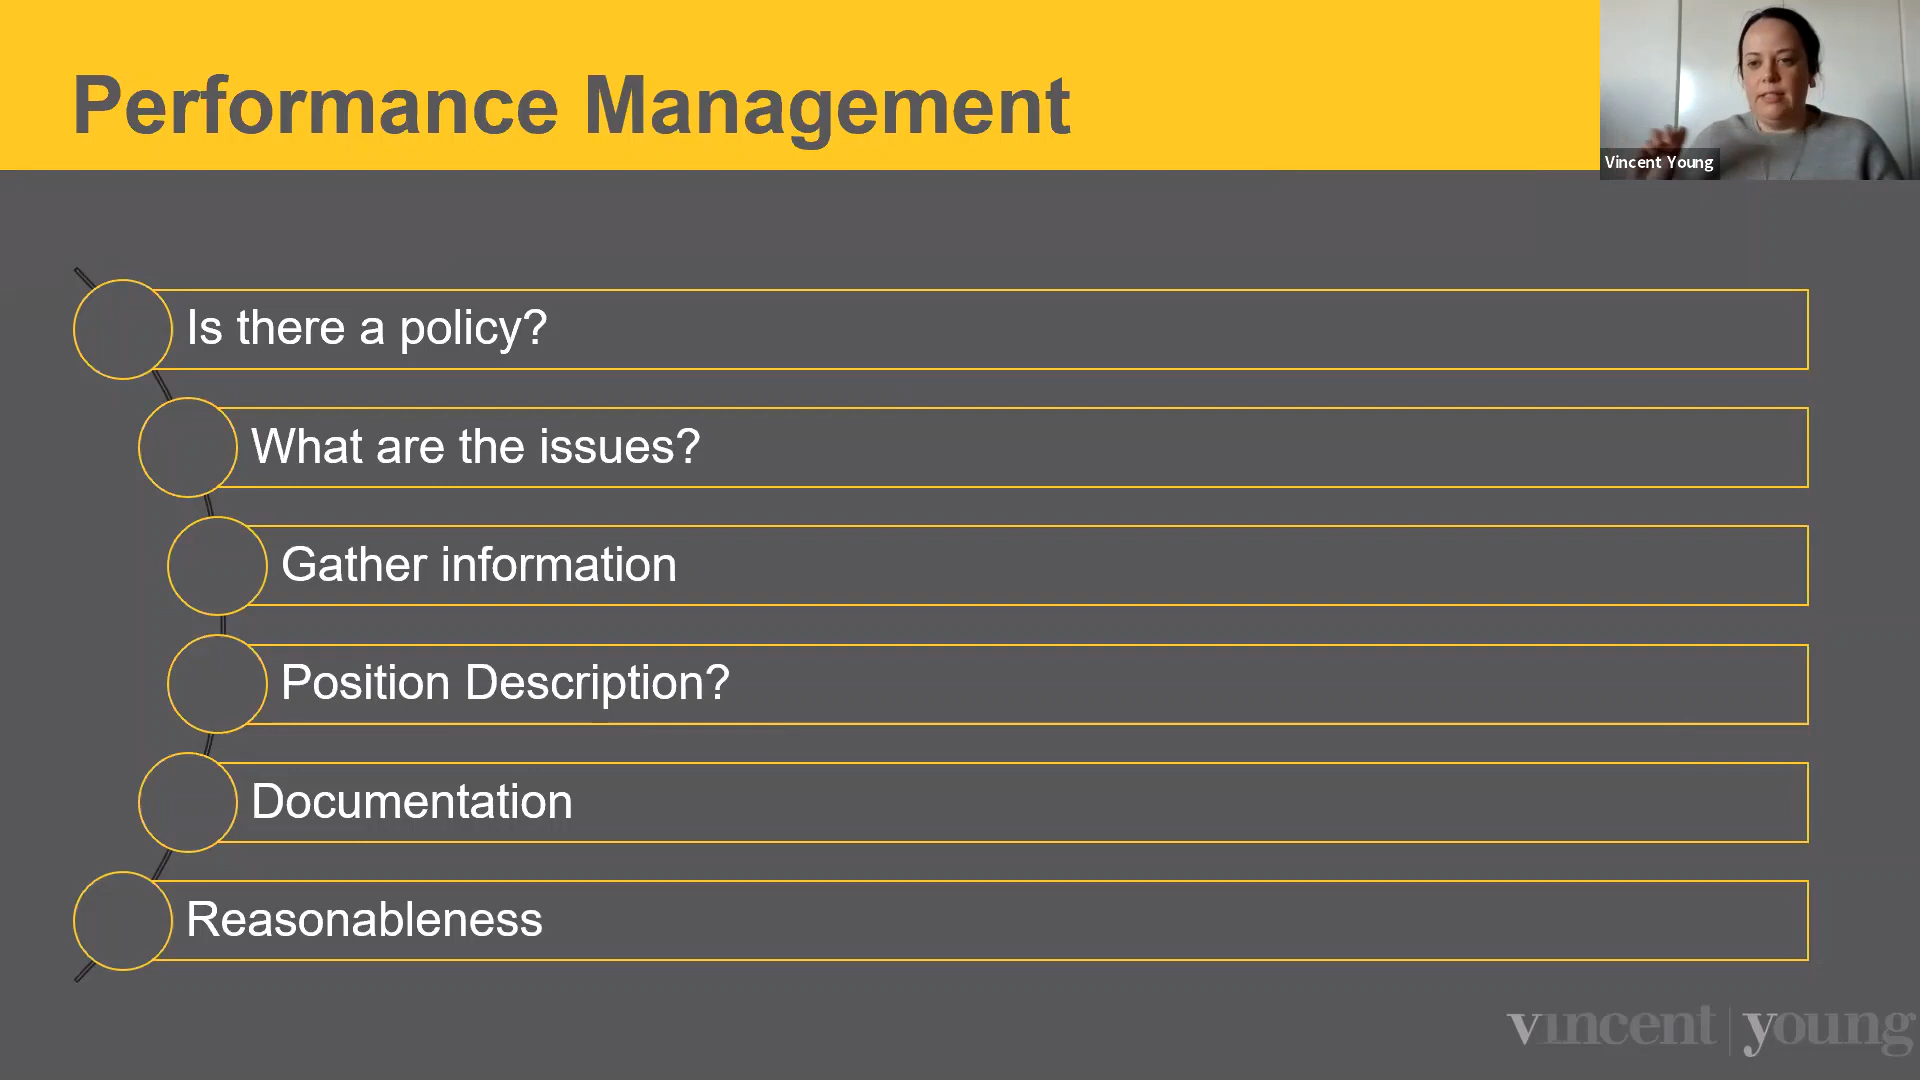 Performance Management
Vincent Young
Is there a policy?
What are the issues?
Gather information
Position Description?
Documentation
Reasonableness
vincent | young